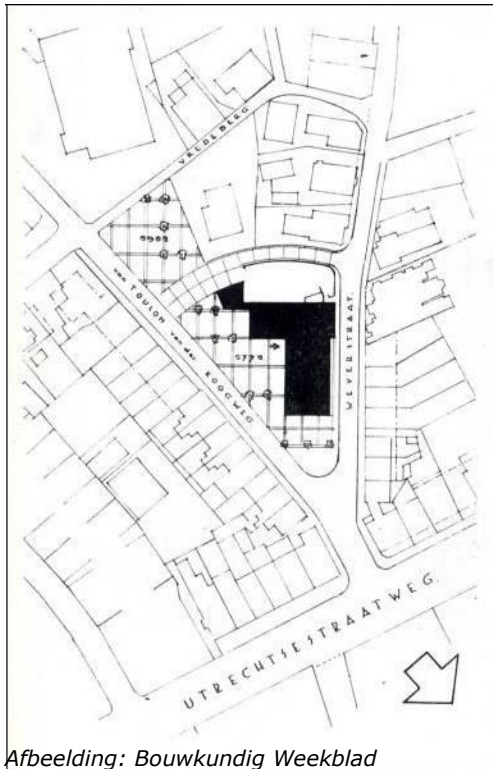 VREDEBERG
van TOULON van der KOOGWEG
WEVERSTRAAT.
UTRECHTSESTRAATWEG.
Afbeelding: Bouwkundig Weekblad